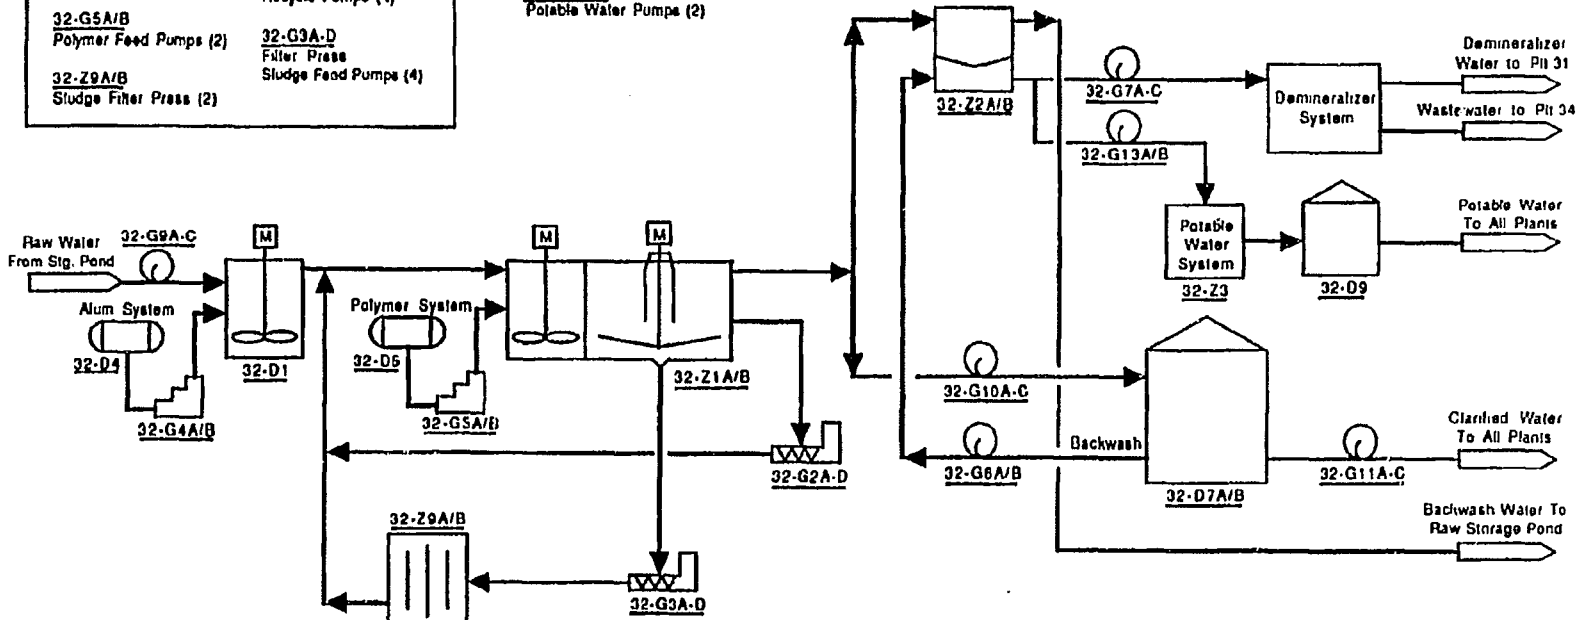 Recycle Pumps (4)
32-G5A/B
Polymer Feed Pumps (2)
32-G3A-D
Filter Press
Sludge Feed Pumps (4)
32-Z9A/B
Sludge Filter Press (2)
Potable Water Pumps (2)
32-Z2A/B
32-G7A-C
32-G13A/B
Demineralizer
System
Demineralizer
Water to Plt 31
Wastewater to Plt 34
Potable
Water
System
32-Z3
32-D9
Potable Water
To All Plants
Raw Water
From Stg. Pond
32-G9A-C
M
M
M
Alum System
32-D4
32-G4A/B
32-D1
Polymer System
32-D5
32-G5A/B
32-Z1A/B
32-G2A-D
32-G10A-C
Backwash
32-G6A/B
32-D7A/B
32-G11A-C
Clarified Water
To All Plants
Backwash Water To
Raw Storage Pond
32-Z9A/B
32-G3A-D